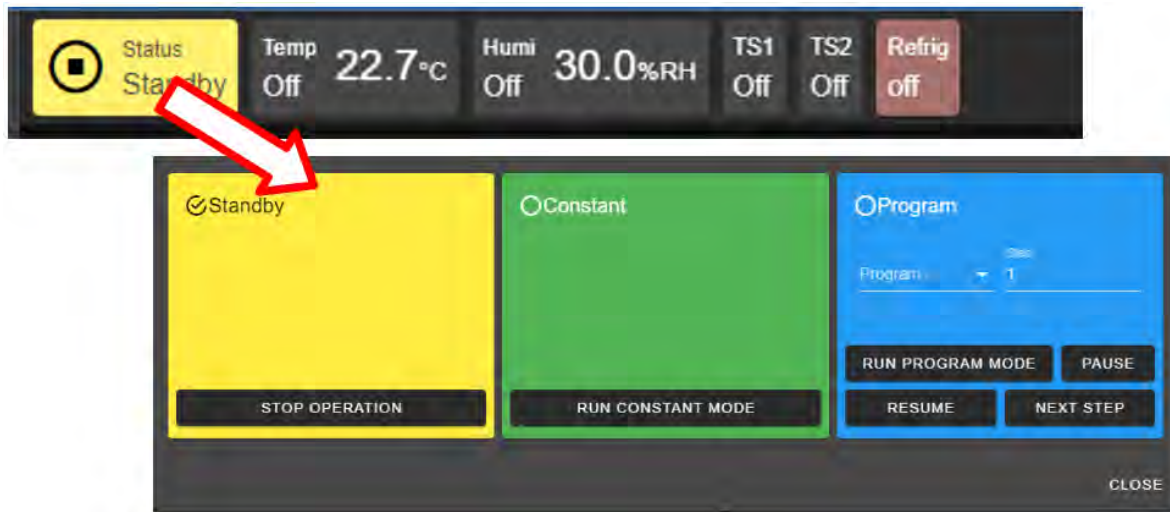 Status
Standby
Temp
Off
22.7°C
Humi
Off
30.0%RH
TS1
Off
TS2
Off
Refrig
off
Standby
STOP OPERATION
Constant
RUN CONSTANT MODE
Program
Program
Step
1
RUN PROGRAM MODE
PAUSE
RESUME
NEXT STEP
CLOSE